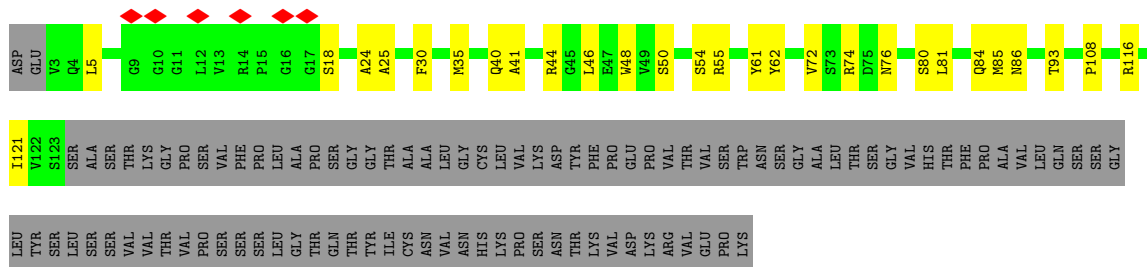 ASP GLU V3 Q4 L5 G9 G10 G11 L12 V13 R14 P15 G16 G17 S18 A24 A25 F30 M35 Q40 A41 R44 G45 L46 E47 W48 V49 S50 S54 R55 Y61 Y62 V72 S73 R74 D75 N76 S80 L81 Q84 M85 N86 T93 P108 R116
I121 V122 S123 SER ALA SER THR LYS GLY PRO SER VAL PHE PRO LEU ALA PRO SER GLY GLY THR ALA ALA LEU GLY CYS LEU VAL LYS ASP TYR PHE PRO GLU PRO VAL THR VAL SER TRP ASN SER GLY ALA LEU THR SER GLY VAL HIS THR PHE PRO ALA VAL LEU GLN SER SER GLY
LEU TYR SER LEU SER SER VAL VAL THR VAL PRO SER SER SER LEU GLY THR GLN THR TYR ILE CYS ASN VAL ASN HIS LYS PRO SER ASN THR LYS VAL ASP LYS ARG VAL GLU PRO LYS